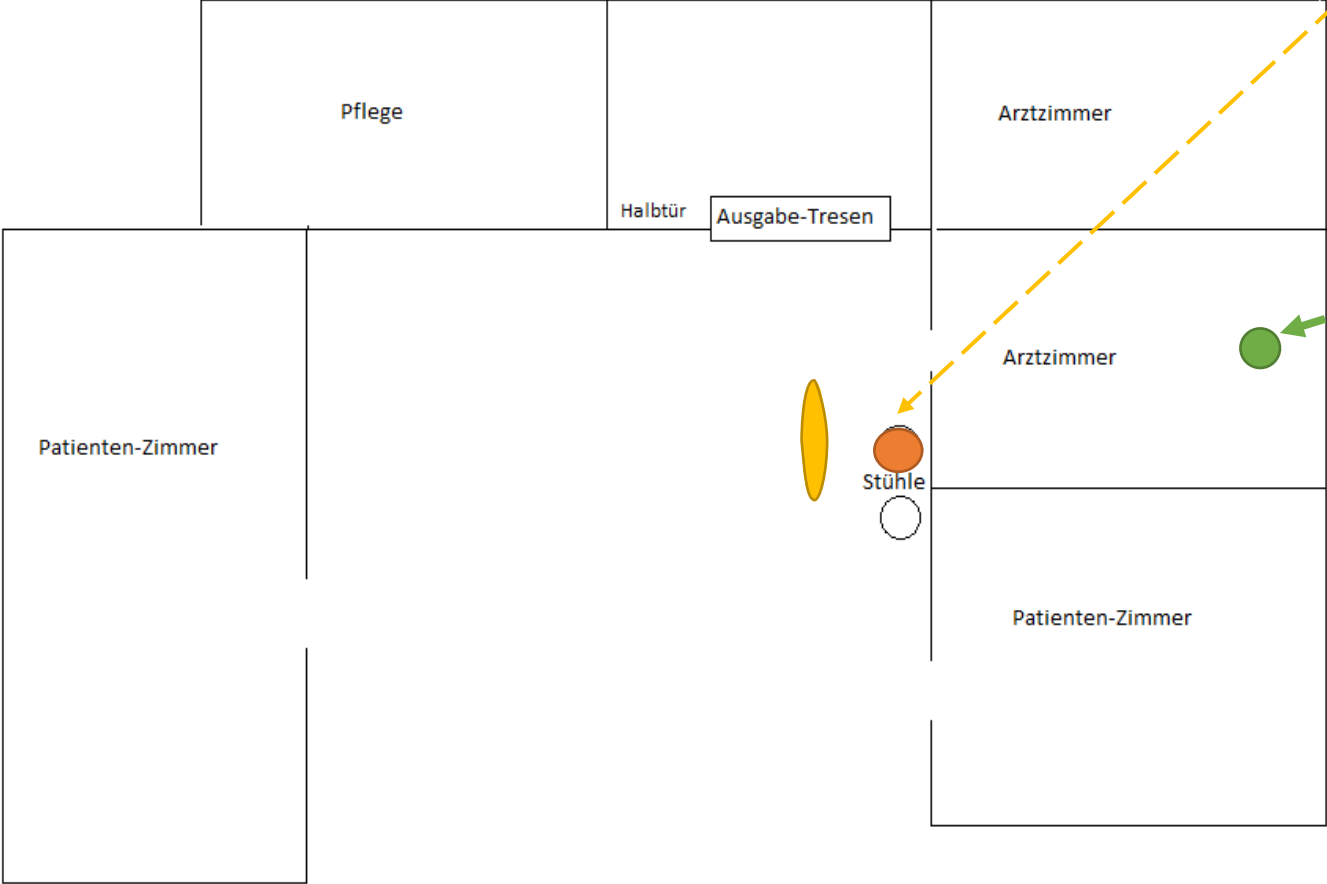 Pflege
Arztzimmer
Halbtür
Ausgabe-Tresen
Arztzimmer
Patienten-Zimmer
Stühle
Patienten-Zimmer